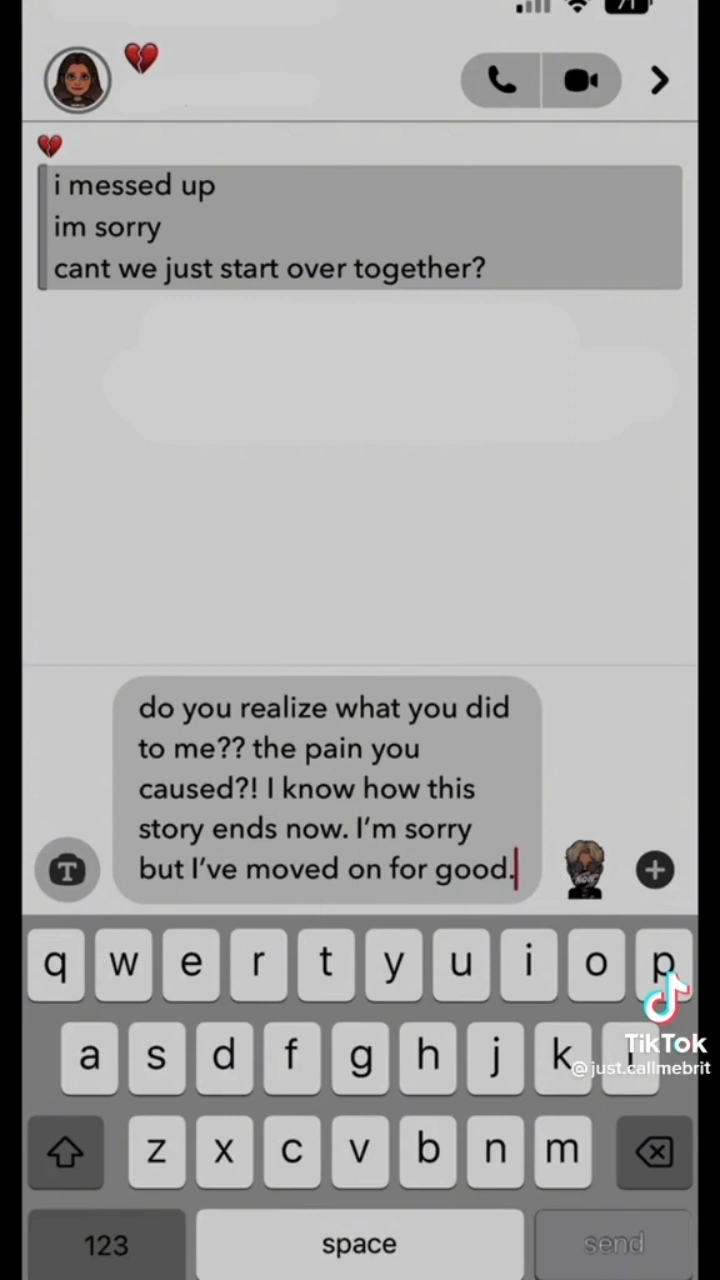 71
💔
💔
i messed up
im sorry
cant we just start over together?
do you realize what you did
to me?? the pain you
caused?! I know how this
story ends now. I'm sorry
but I've moved on for good.
T
q w e r t y u i o p
a s d f g h j k l
z x c v b n m
123 space send
TikTok
@just.callmebrit